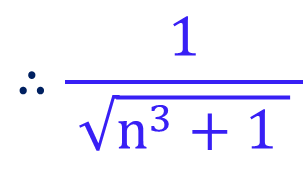 ∴ 1/√(n³ + 1)